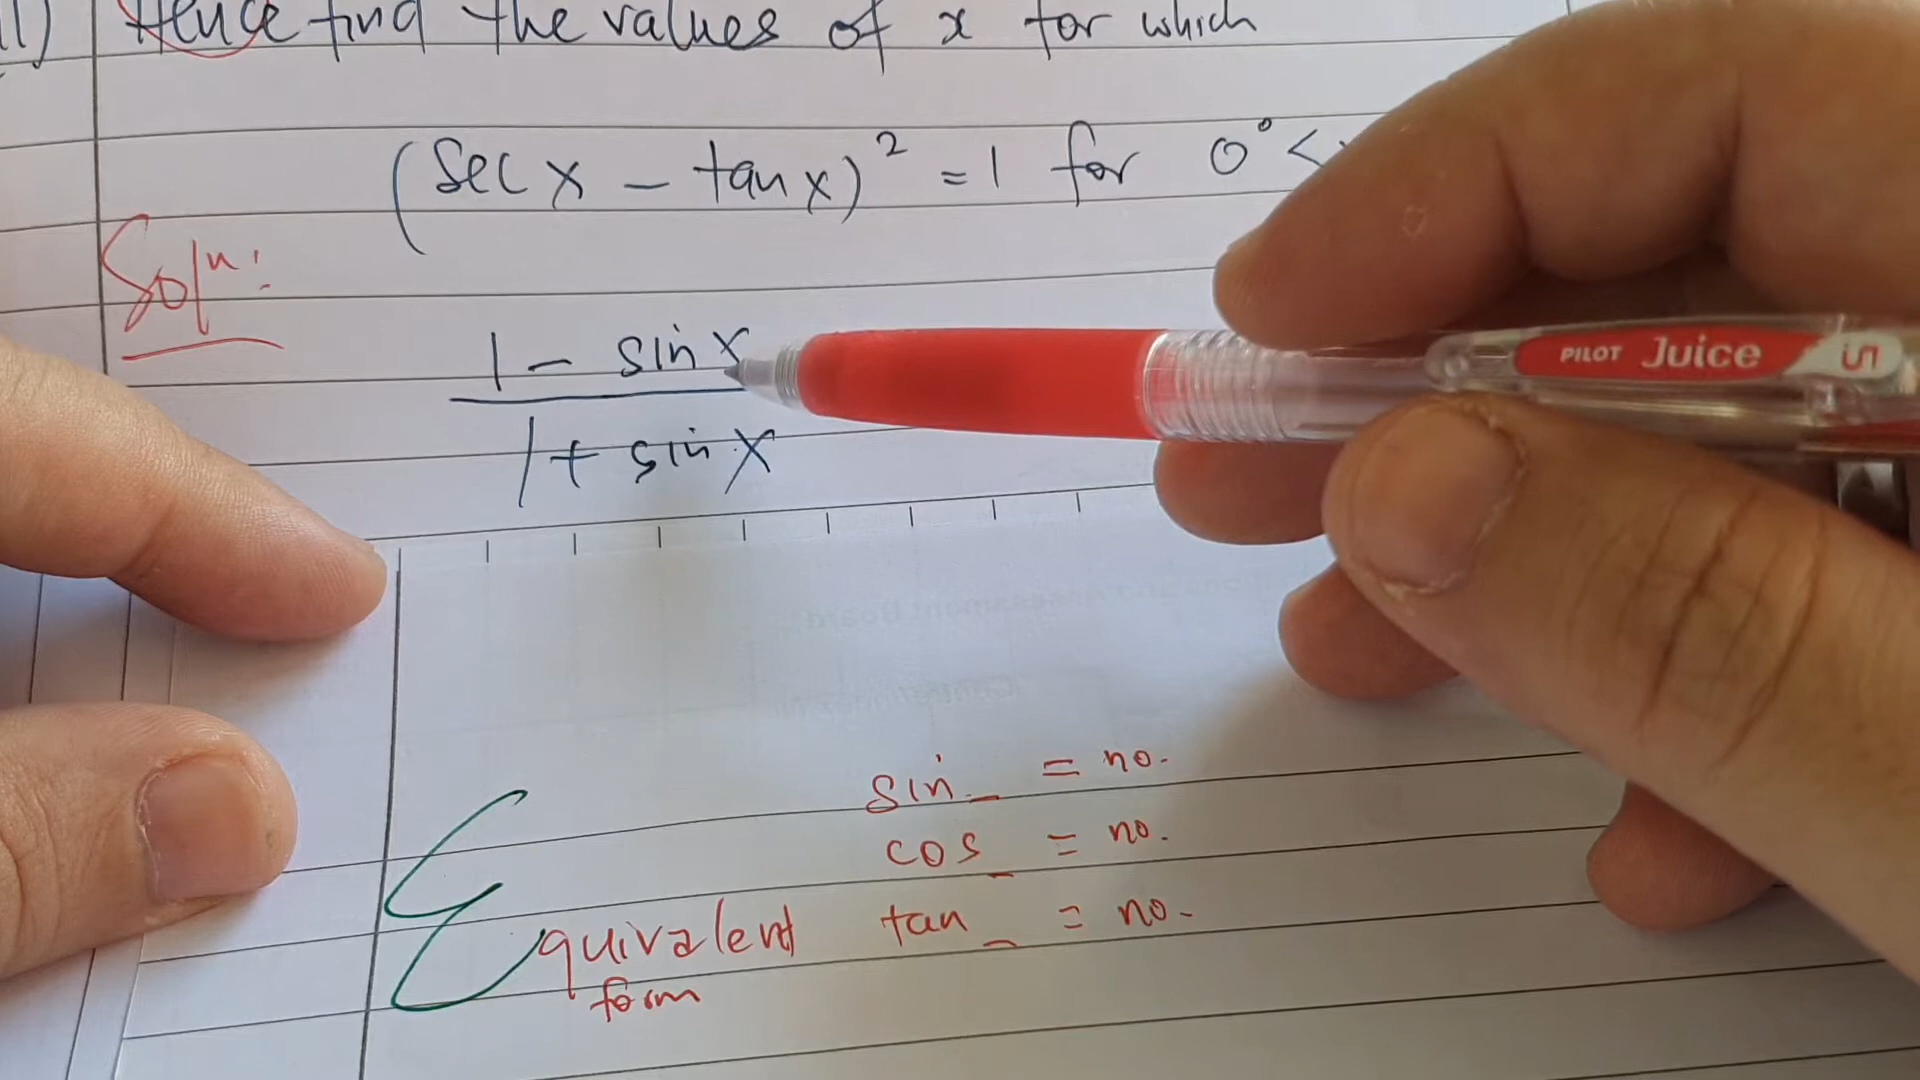 Hence find the values of x for which
(sec x - tan x)² = 1 for 0° <
Solⁿ:
1 - sin x
1 + sin x
PILOT Juice 5
sin _ = no.
cos _ = no.
Equivalent tan _ = no.
form